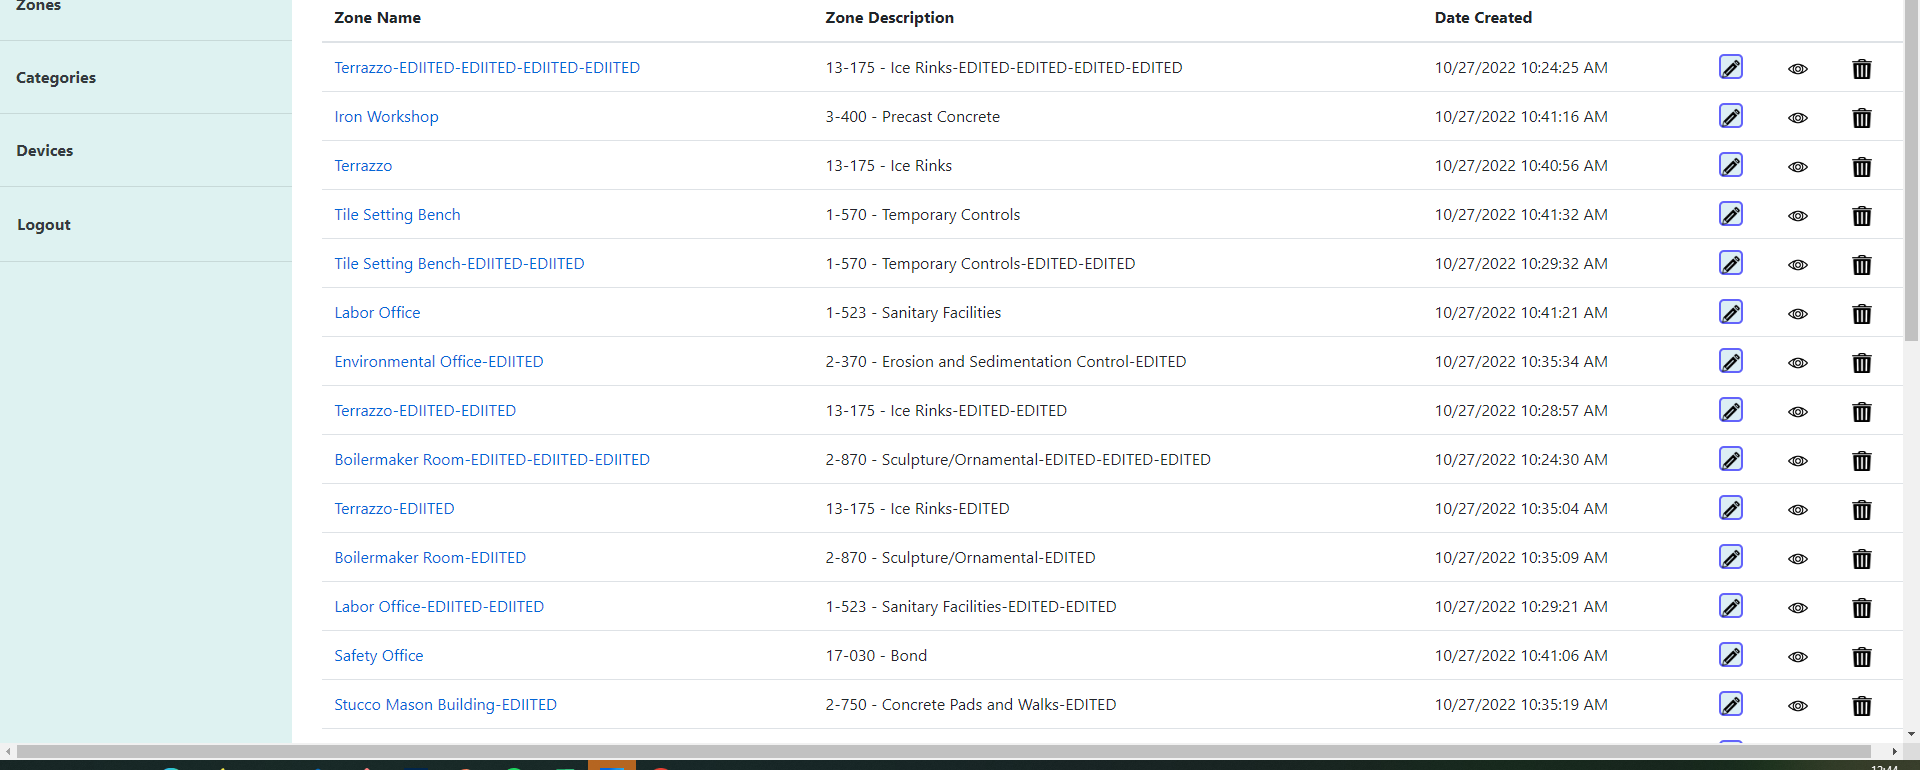 Zones
Categories
Devices
Logout
Zone Name Zone Description Date Created
Terrazzo-EDIITED-EDIITED-EDIITED-EDIITED 13-175 - Ice Rinks-EDITED-EDITED-EDITED-EDITED 10/27/2022 10:24:25 AM
Iron Workshop 3-400 - Precast Concrete 10/27/2022 10:41:16 AM
Terrazzo 13-175 - Ice Rinks 10/27/2022 10:40:56 AM
Tile Setting Bench 1-570 - Temporary Controls 10/27/2022 10:41:32 AM
Tile Setting Bench-EDIITED-EDIITED 1-570 - Temporary Controls-EDITED-EDITED 10/27/2022 10:29:32 AM
Labor Office 1-523 - Sanitary Facilities 10/27/2022 10:41:21 AM
Environmental Office-EDIITED 2-370 - Erosion and Sedimentation Control-EDITED 10/27/2022 10:35:34 AM
Terrazzo-EDIITED-EDIITED 13-175 - Ice Rinks-EDITED-EDITED 10/27/2022 10:28:57 AM
Boilermaker Room-EDIITED-EDIITED-EDIITED 2-870 - Sculpture/Ornamental-EDITED-EDITED-EDITED 10/27/2022 10:24:30 AM
Terrazzo-EDIITED 13-175 - Ice Rinks-EDITED 10/27/2022 10:35:04 AM
Boilermaker Room-EDIITED 2-870 - Sculpture/Ornamental-EDITED 10/27/2022 10:35:09 AM
Labor Office-EDIITED-EDIITED 1-523 - Sanitary Facilities-EDITED-EDITED 10/27/2022 10:29:21 AM
Safety Office 17-030 - Bond 10/27/2022 10:41:06 AM
Stucco Mason Building-EDIITED 2-750 - Concrete Pads and Walks-EDITED 10/27/2022 10:35:19 AM